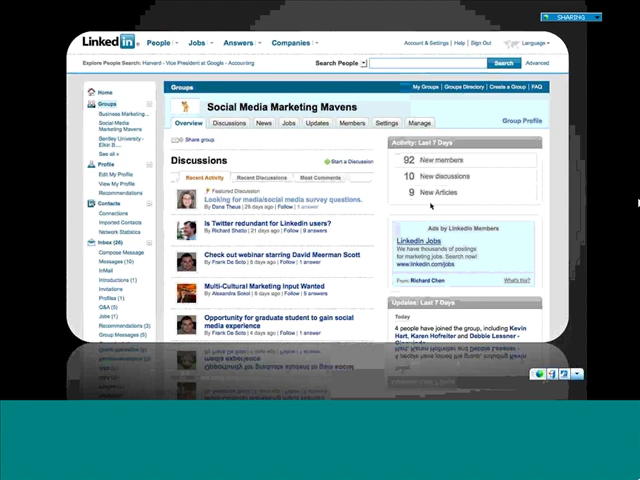 SHARING
LinkedIn
People Jobs Answers Companies
Account & Settings | Help | Sign Out Language
Explore People Search: Harvard - Vice President at Google - Accounting
Search People Search Advanced
Home
Groups
Business Marketing...
Social Media Marketing Mavens
Bentley University -
See all »
Profile
Edit My Profile
View My Profile
Recommendations
Contacts
Connections
Imported Contacts
Network Statistics
Inbox (26)
Compose Message
Messages (10)
InMail
Introductions (1)
Invitations
Profiles (1)
Q&A (5)
Jobs (1)
Recommendations (3)
Group Messages (5)
Groups
My Groups Groups Directory Create a Group FAQ
Social Media Marketing Mavens
Overview Discussions News Jobs Updates Members Settings Manage
Group Profile
Share group
Discussions
Start a Discussion
Recent Activity Recent Discussions Most Comments
Featured Discussion
Looking for media/social media survey questions.
By Dana Theus | 26 days ago | Follow | 1 answer
Is Twitter redundant for LinkedIn users?
By Richard Shatto | 21 days ago | Follow | 9 answers
Check out webinar starring David Meerman Scott
By Frank De Soto | 6 days ago | Follow | 1 answer
Multi-Cultural Marketing Input Wanted
By Alexandra Sokol | 6 days ago | Follow | 5 answers
Opportunity for graduate student to gain social media experience
By Frank De Soto | 4 days ago | Follow | 1 answer
Activity: Last 7 Days
92 New members
10 New discussions
9 New Articles
Ads by LinkedIn Members
LinkedIn Jobs
We have thousands of postings
for marketing Jobs. Search now!
www.linkedin.com/jobs
From: Richard Chen What's this?
Updates: Last 7 Days
Today
4 people have joined the group, including Kevin
Hart, Karen Hofreiter and Debbie Lessner -